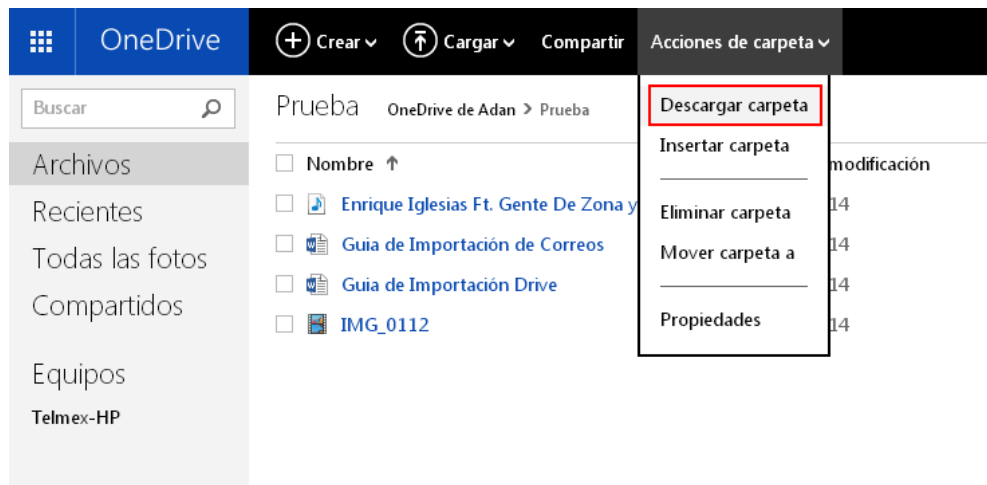 OneDrive
Crear
Cargar
Compartir
Acciones de carpeta
Buscar
Archivos
Recientes
Todas las fotos
Compartidos
Equipos
Telmex-HP
Prueba OneDrive de Adan > Prueba
Nombre ↑
modificación
Enrique Iglesias Ft. Gente De Zona y
14
Guia de Importación de Correos
14
Guia de Importación Drive
14
IMG_0112
14
Descargar carpeta
Insertar carpeta
Eliminar carpeta
Mover carpeta a
Propiedades